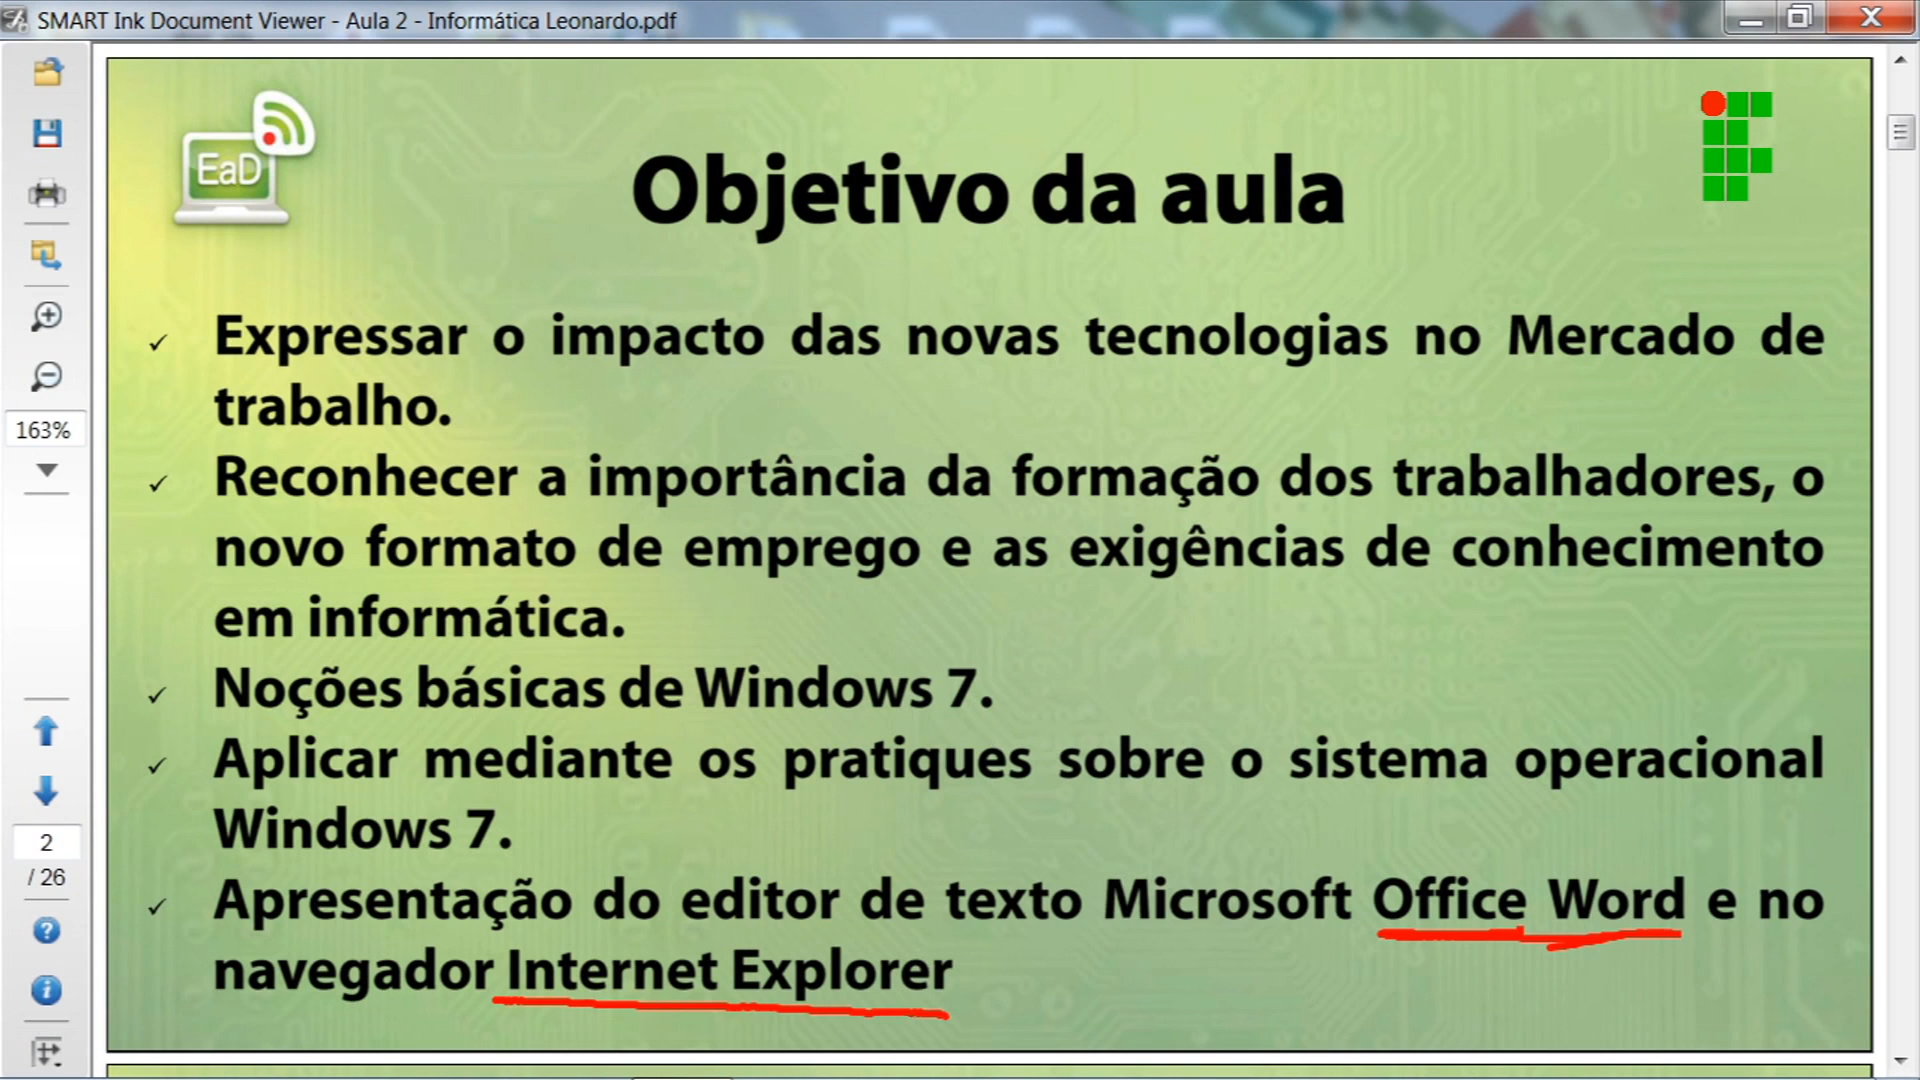 SMART Ink Document Viewer - Aula 2 - Informática Leonardo.pdf
EaD
Objetivo da aula
Expressar o impacto das novas tecnologias no Mercado de
trabalho.
Reconhecer a importância da formação dos trabalhadores, o
novo formato de emprego e as exigências de conhecimento
em informática.
Noções básicas de Windows 7.
Aplicar mediante os pratiques sobre o sistema operacional
Windows 7.
Apresentação do editor de texto Microsoft Office Word e no
navegador Internet Explorer
163%
2
/ 26